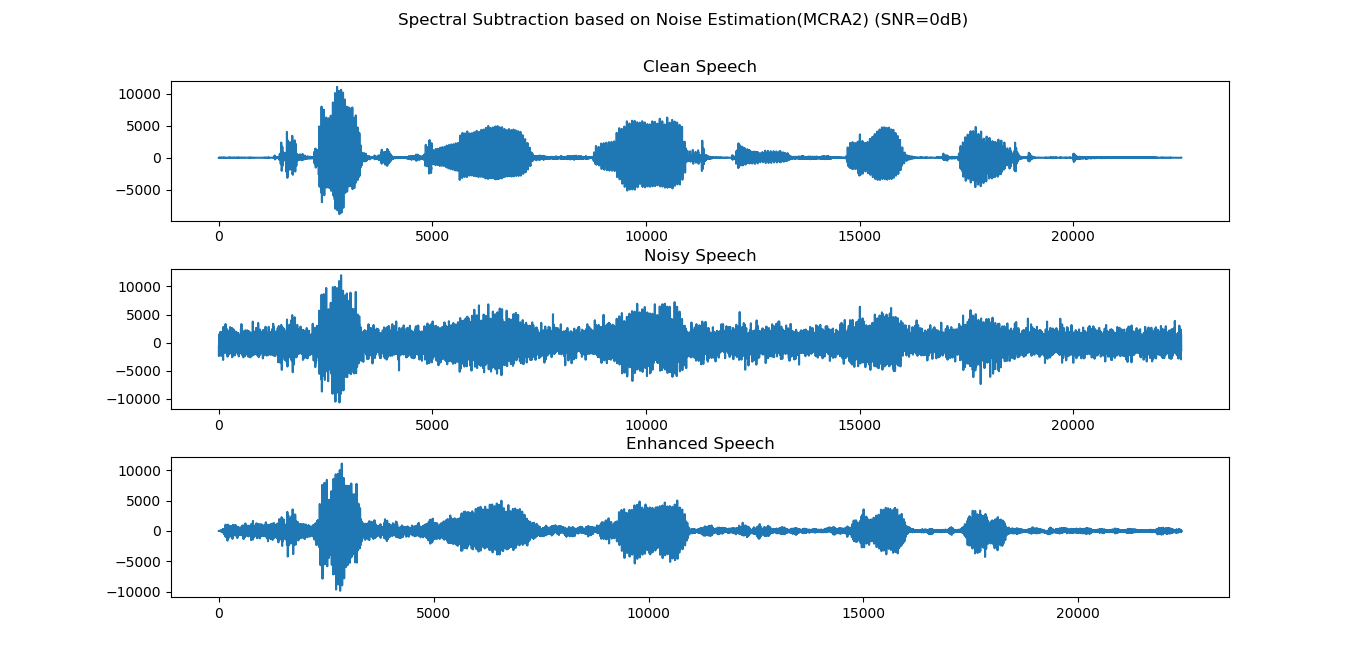 Spectral Subtraction based on Noise Estimation(MCRA2) (SNR=0dB)
Clean Speech
10000
5000
0
−5000
0 5000 10000 15000 20000
Noisy Speech
10000
5000
0
−5000
−10000
0 5000 10000 15000 20000
Enhanced Speech
10000
5000
0
−5000
−10000
0 5000 10000 15000 20000